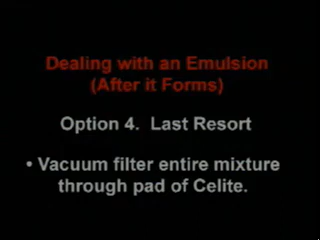 Dealing with an Emulsion
(After it Forms)
Option 4. Last Resort
• Vacuum filter entire mixture
through pad of Celite.